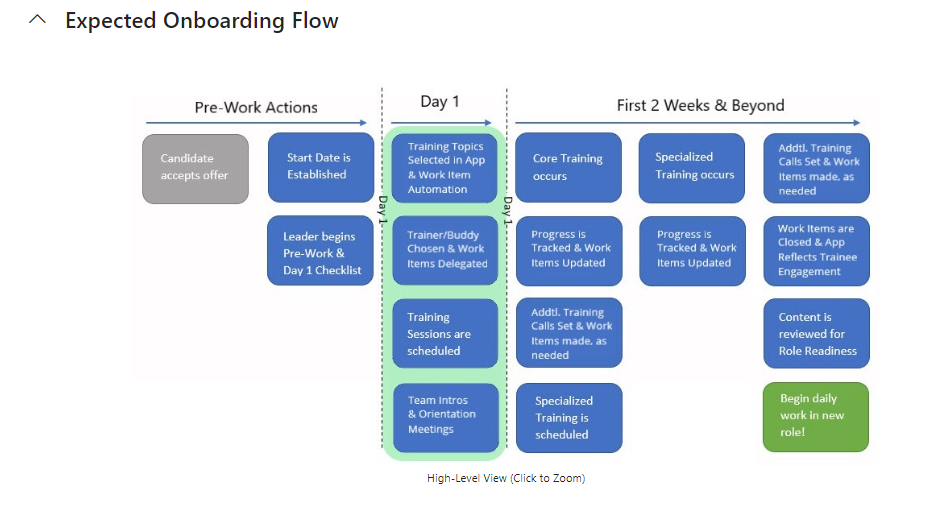 Expected Onboarding Flow
Pre-Work Actions
Day 1
First 2 Weeks & Beyond
Candidate
accepts offer
Start Date is
Established
Leader begins
Pre-Work &
Day 1 Checklist
Day 1
Training Topics
Selected in App
& Work Item
Automation
Trainer/Buddy
Chosen & Work
Items Delegated
Training
Sessions are
scheduled
Team Intros
& Orientation
Meetings
Day 1
Core Training
occurs
Progress is
Tracked & Work
Items Updated
Addtl. Training
Calls Set & Work
Items made, as
needed
Specialized
Training is
scheduled
Specialized
Training occurs
Progress is
Tracked & Work
Items Updated
Addtl. Training
Calls Set & Work
Items made, as
needed
Work Items are
Closed & App
Reflects Trainee
Engagement
Content is
reviewed for
Role Readiness
Begin daily
work in new
role!
High-Level View (Click to Zoom)